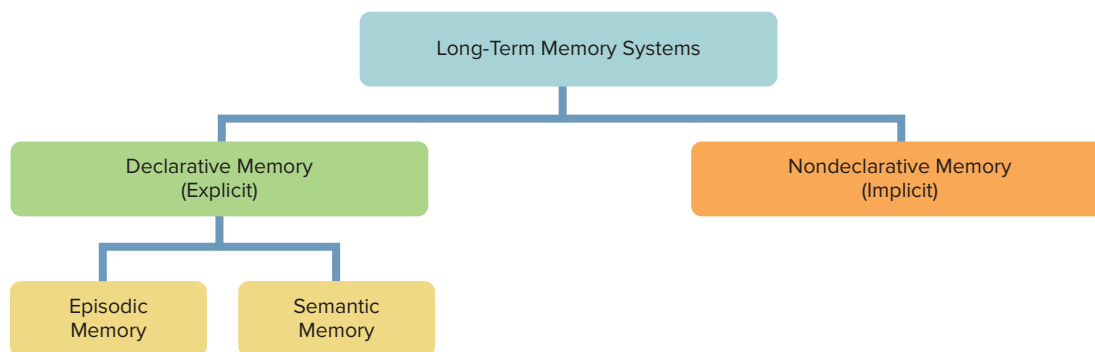 Long-Term Memory Systems
Declarative Memory
(Explicit)
Nondeclarative Memory
(Implicit)
Episodic
Memory
Semantic
Memory